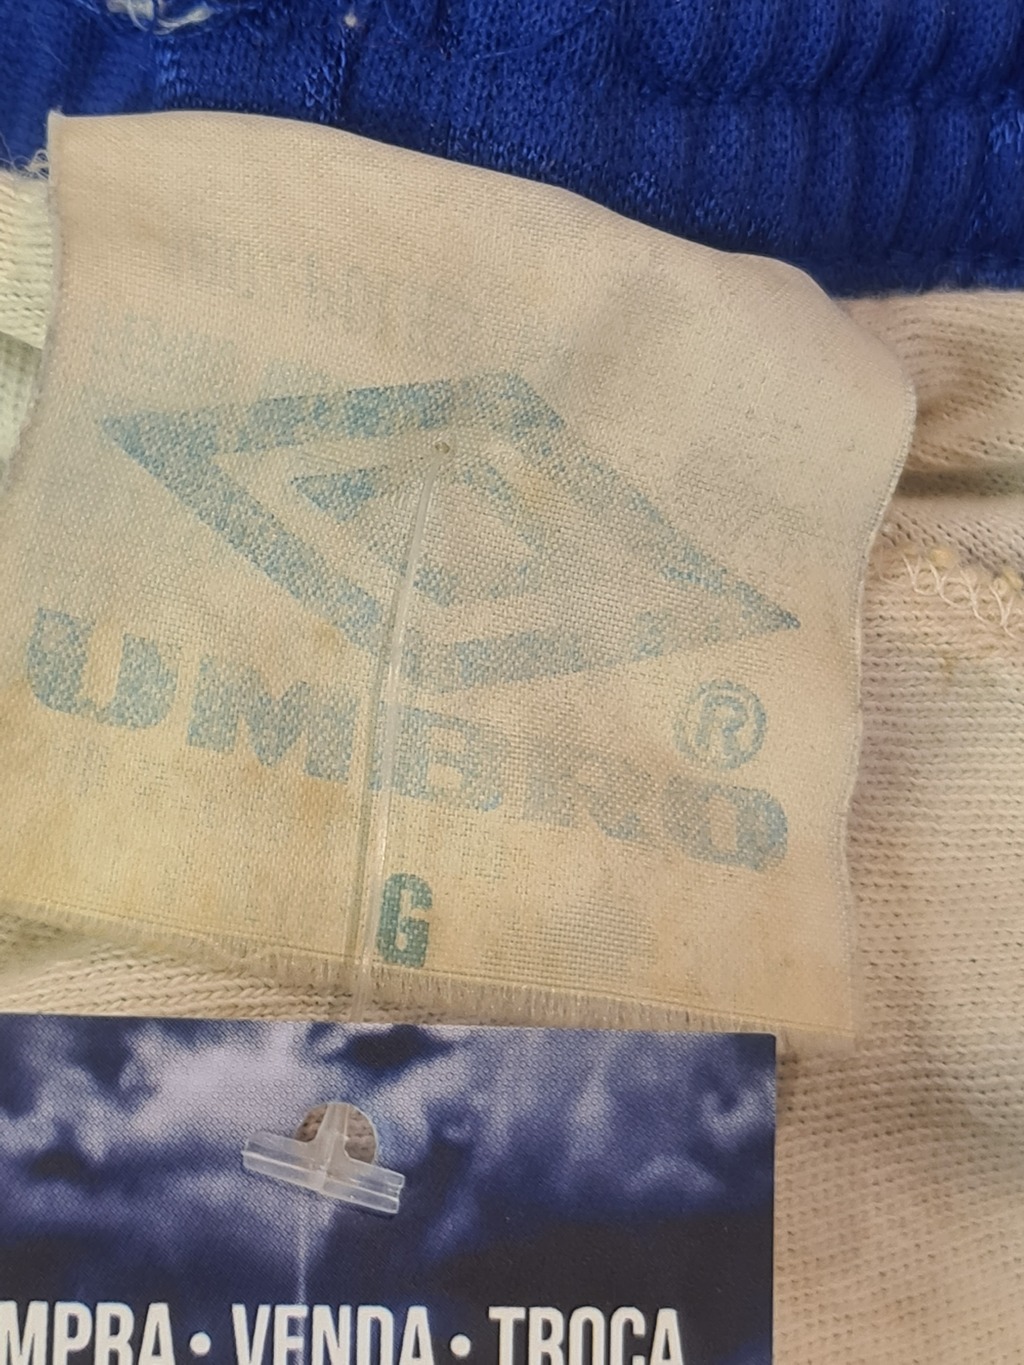 UMBRO ®
G
MPRA • VENDA • TROCA